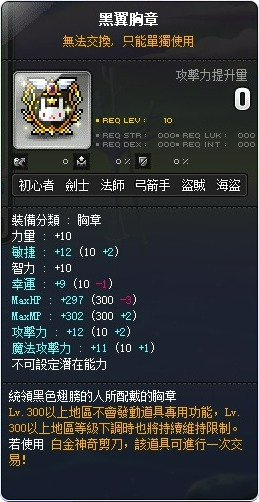 黑翼胸章
無法交換, 只能單獨使用
攻擊力提升量
0
REQ LEV : 10
REQ STR : 000 REQ LUK : 000
REQ DEX : 000 REQ INT : 000
0 % 0 % 0 %
初心者 劍士 法師 弓箭手 盜賊 海盜
裝備分類 : 胸章
力量 : +10
敏捷 : +12 (10 +2)
智力 : +10
幸運 : +9 (10 -1)
MaxHP : +297 (300 -3)
MaxMP : +302 (300 +2)
攻擊力 : +12 (10 +2)
魔法攻擊力 : +11 (10 +1)
不可設定潛在能力
統領黑色翅膀的人所配戴的胸章
Lv.300以上地區不會發動道具專用功能, Lv.
300以上地區等級下調時也將持續維持限制。
若使用 白金神奇剪刀, 該道具可進行一次交
易!